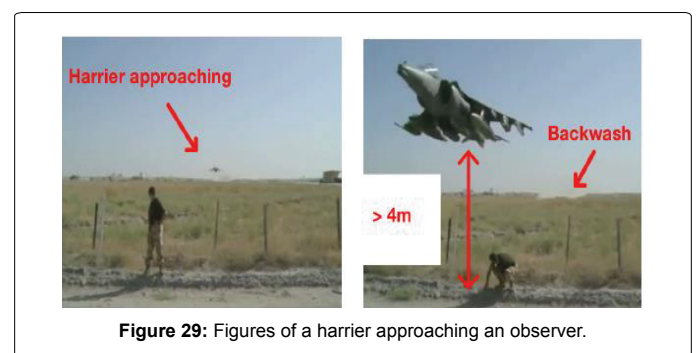 Harrier approaching
Backwash
> 4m
Figure 29: Figures of a harrier approaching an observer.